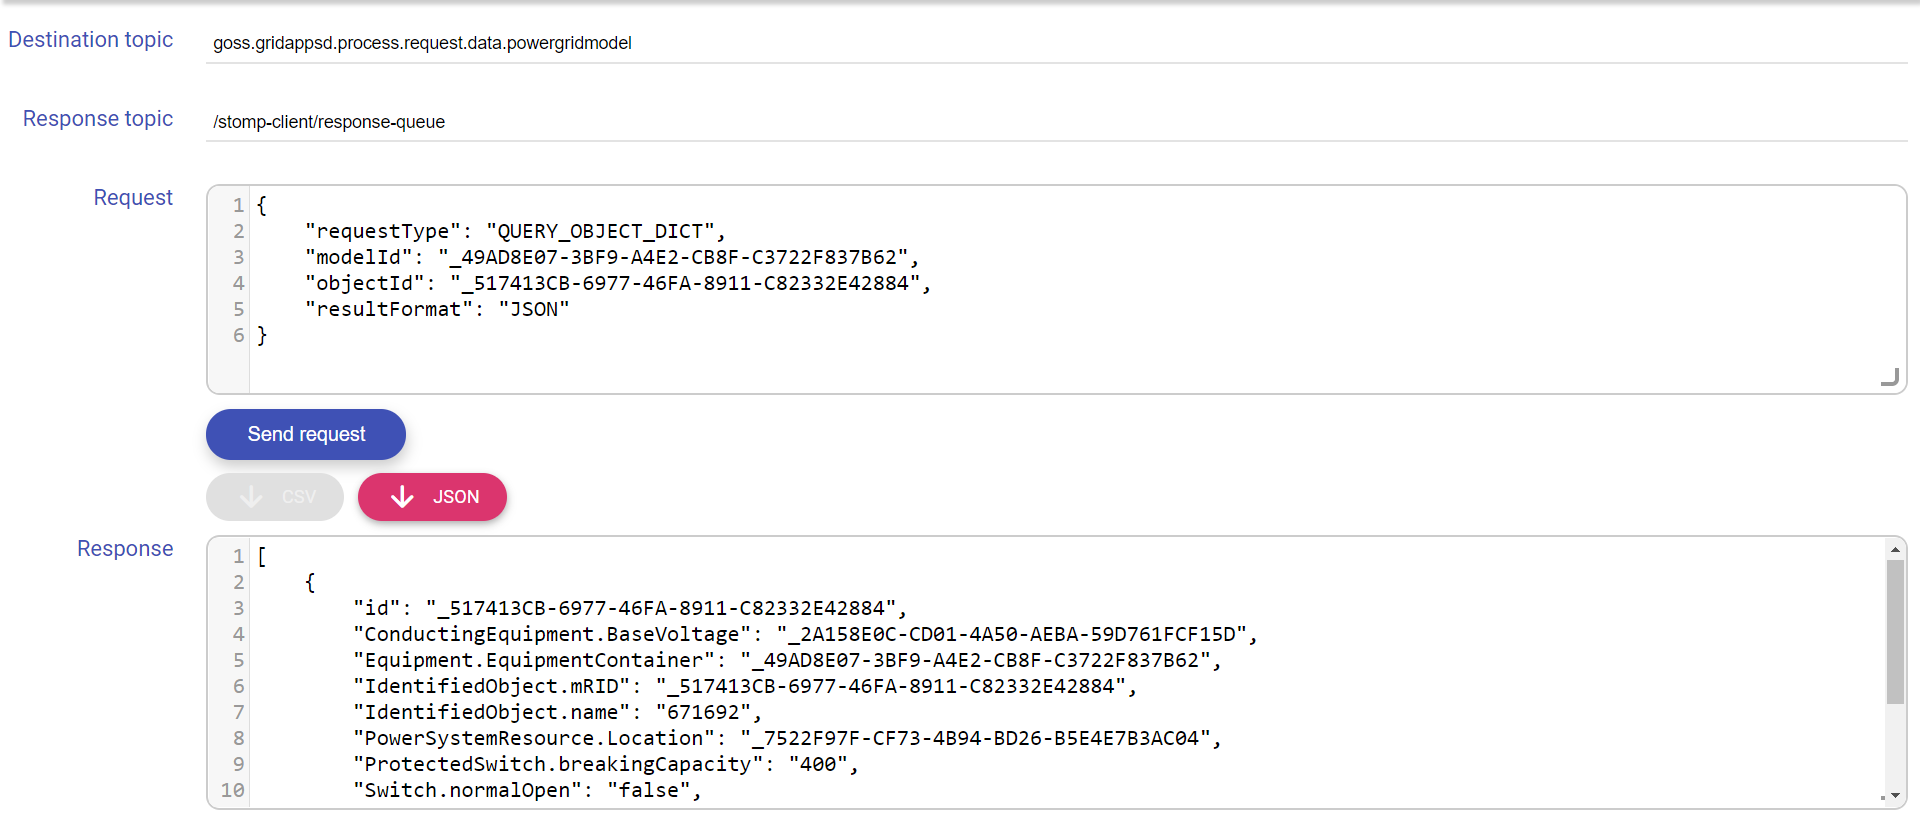 Destination topic
goss.gridappsd.process.request.data.powergridmodel
Response topic
/stomp-client/response-queue
Request
1 {
2     "requestType": "QUERY_OBJECT_DICT",
3     "modelId": "_49AD8E07-3BF9-A4E2-CB8F-C3722F837B62",
4     "objectId": "_517413CB-6977-46FA-8911-C82332E42884",
5     "resultFormat": "JSON"
6 }
Send request
CSV
JSON
Response
1 [
2     {
3         "id": "_517413CB-6977-46FA-8911-C82332E42884",
4         "ConductingEquipment.BaseVoltage": "_2A158E0C-CD01-4A50-AEBA-59D761FCF15D",
5         "Equipment.EquipmentContainer": "_49AD8E07-3BF9-A4E2-CB8F-C3722F837B62",
6         "IdentifiedObject.mRID": "_517413CB-6977-46FA-8911-C82332E42884",
7         "IdentifiedObject.name": "671692",
8         "PowerSystemResource.Location": "_7522F97F-CF73-4B94-BD26-B5E4E7B3AC04",
9         "ProtectedSwitch.breakingCapacity": "400",
10         "Switch.normalOpen": "false",